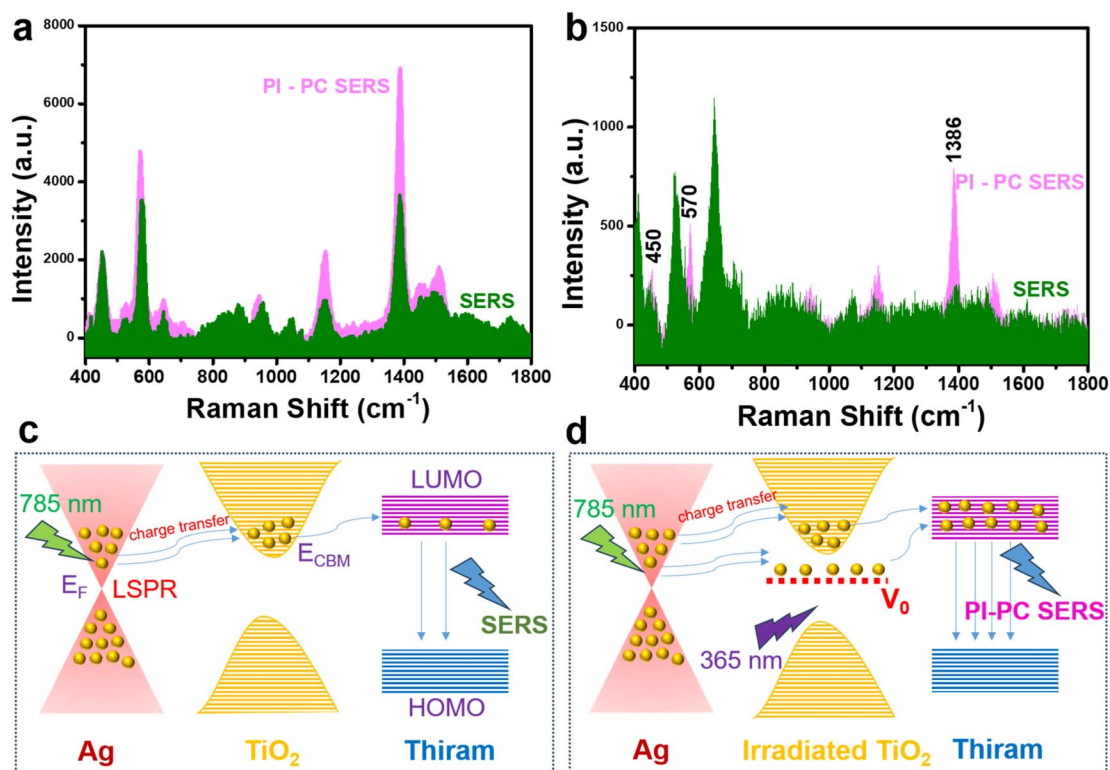 a
8000
6000
4000
2000
0
Intensity (a.u.)
PI - PC SERS
SERS
400 600 800 1000 1200 1400 1600 1800
Raman Shift (cm⁻¹)
b
1500
1000
500
0
Intensity (a.u.)
450
570
1386
PI - PC SERS
SERS
400 600 800 1000 1200 1400 1600 1800
Raman Shift (cm⁻¹)
c
785 nm
charge transfer
E_F
LSPR
E_CBM
LUMO
SERS
HOMO
Ag
TiO₂
Thiram
d
785 nm
charge transfer
V₀
365 nm
PI-PC SERS
Ag
Irradiated TiO₂
Thiram